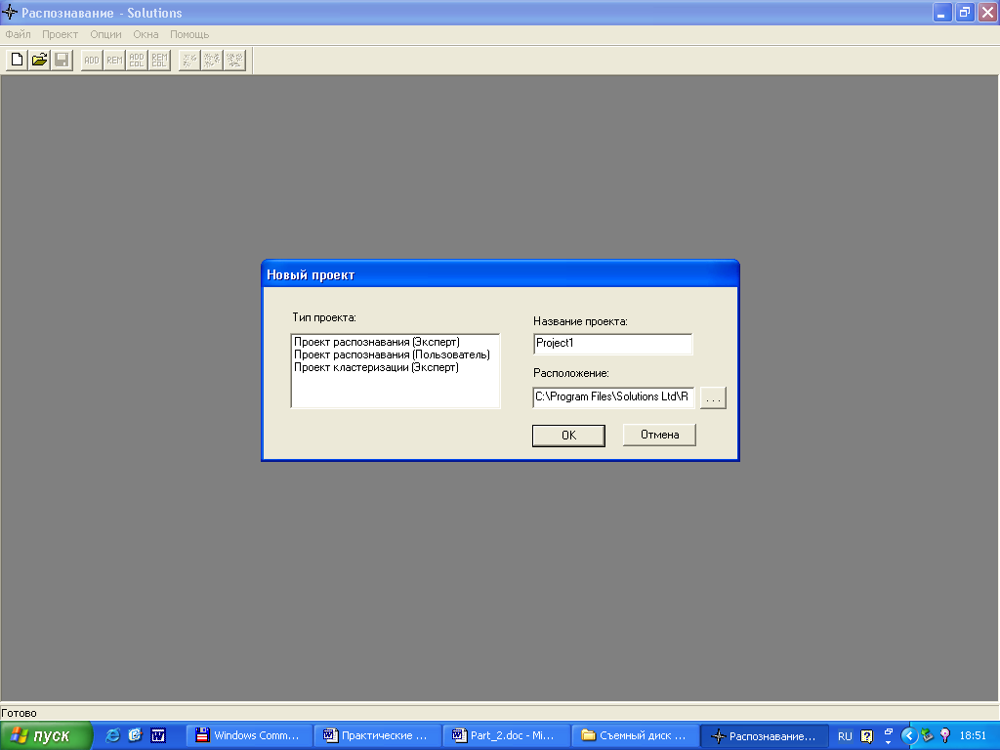 Распознавание - Solutions
Файл Проект Опции Окна Помощь
ADD REM ADD COL REM COL
Новый проект
Тип проекта:
Проект распознавания (Эксперт)
Проект распознавания (Пользователь)
Проект кластеризации (Эксперт)
Название проекта:
Project1
Расположение:
C:\Program Files\Solutions Ltd\R
...
OK Отмена
Готово
пуск Windows Comm... Практические ... Part_2.doc - Mi... Съемный диск ... Распознавание... RU 18:51